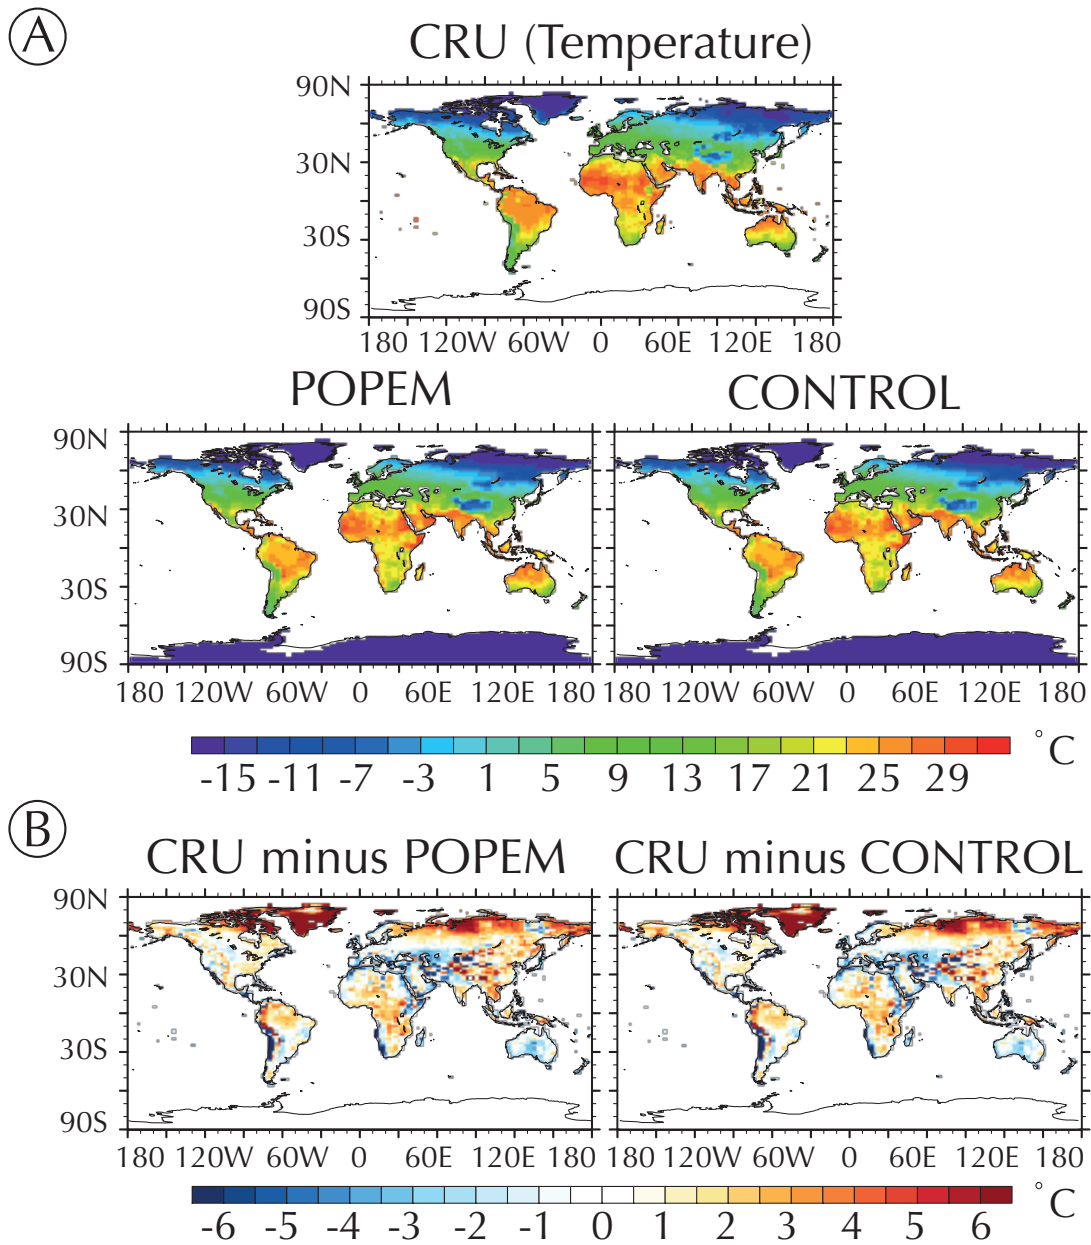 A
CRU (Temperature)
90N
30N
30S
90S
180 120W 60W 0 60E 120E 180
POPEM CONTROL
90N
30N
30S
90S
180 120W 60W 0 60E 120E 180 180 120W 60W 0 60E 120E 180
-15 -11 -7 -3 1 5 9 13 17 21 25 29 °C
B
CRU minus POPEM CRU minus CONTROL
90N
30N
30S
90S
180 120W 60W 0 60E 120E 180 180 120W 60W 0 60E 120E 180
-6 -5 -4 -3 -2 -1 0 1 2 3 4 5 6 °C